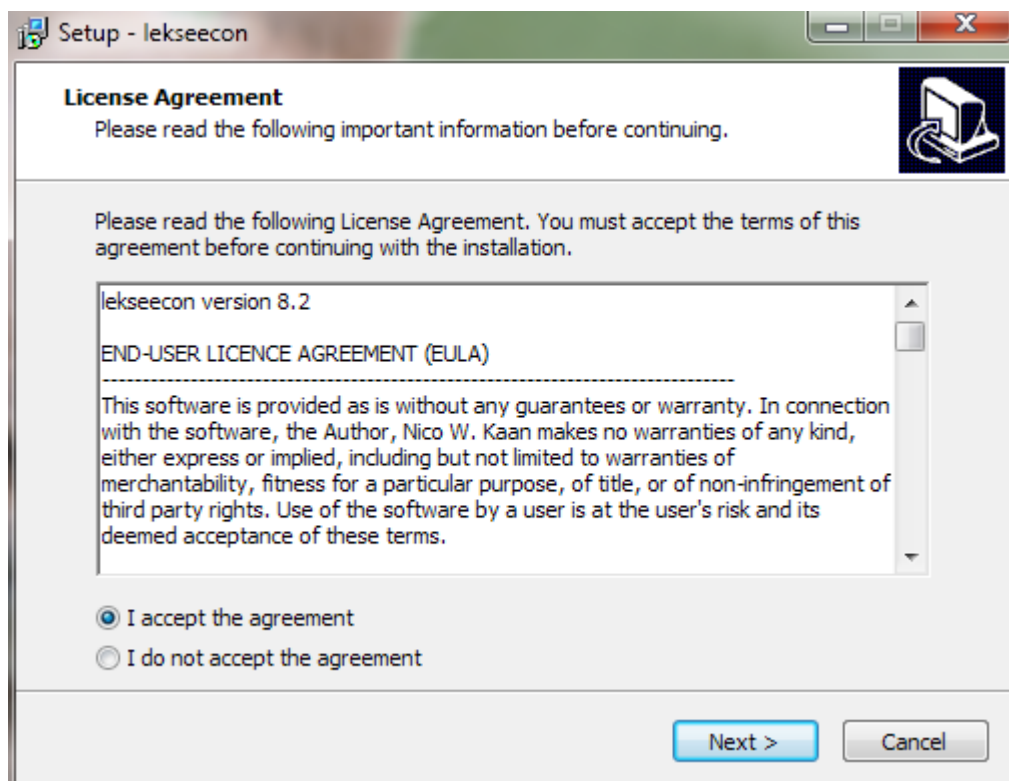 Setup - lekseecon
License Agreement
Please read the following important information before continuing.
Please read the following License Agreement. You must accept the terms of this
agreement before continuing with the installation.
lekseecon version 8.2
END-USER LICENCE AGREEMENT (EULA)
-------------------------------------------------------------------------------
This software is provided as is without any guarantees or warranty. In connection
with the software, the Author, Nico W. Kaan makes no warranties of any kind,
either express or implied, including but not limited to warranties of
merchantability, fitness for a particular purpose, of title, or of non-infringement of
third party rights. Use of the software by a user is at the user's risk and its
deemed acceptance of these terms.
I accept the agreement
I do not accept the agreement
Next > Cancel